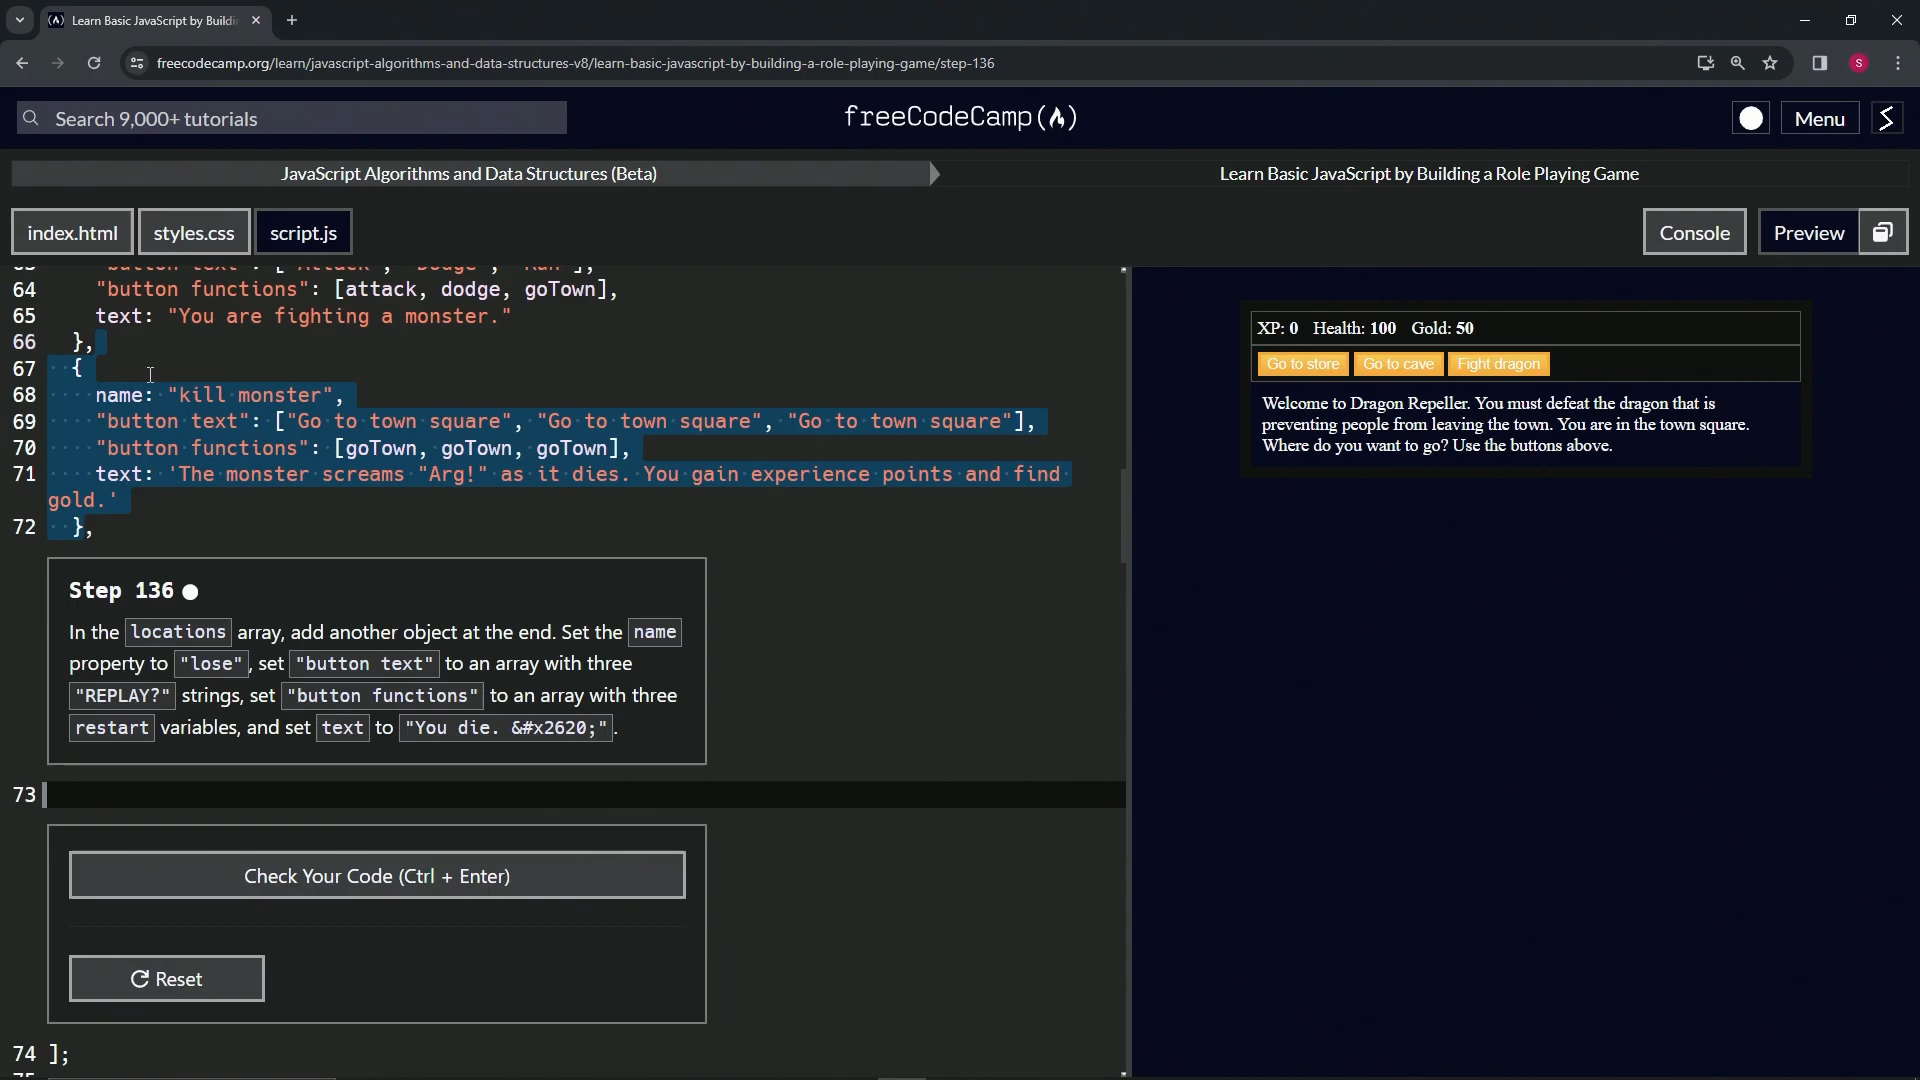 Learn Basic JavaScript by Buildi
freecodecamp.org/learn/javascript-algorithms-and-data-structures-v8/learn-basic-javascript-by-building-a-role-playing-game/step-136
S
Search 9,000+ tutorials
freeCodeCamp
Menu
JavaScript Algorithms and Data Structures (Beta)
Learn Basic JavaScript by Building a Role Playing Game
index.html
styles.css
script.js
Console
Preview
"button text": ["Attack", "Dodge", "Run"],
64 "button functions": [attack, dodge, goTown],
65 text: "You are fighting a monster."
66 },
67 {
68 name: "kill monster",
69 "button text": ["Go to town square", "Go to town square", "Go to town square"],
70 "button functions": [goTown, goTown, goTown],
71 text: 'The monster screams "Arg!" as it dies. You gain experience points and find
gold.'
72 },
Step 136
In the locations array, add another object at the end. Set the name
property to "lose", set "button text" to an array with three
"REPLAY?" strings, set "button functions" to an array with three
restart variables, and set text to "You die. &#x2620;".
73
Check Your Code (Ctrl + Enter)
Reset
74 ];
XP: 0 Health: 100 Gold: 50
Go to store
Go to cave
Fight dragon
Welcome to Dragon Repeller. You must defeat the dragon that is
preventing people from leaving the town. You are in the town square.
Where do you want to go? Use the buttons above.